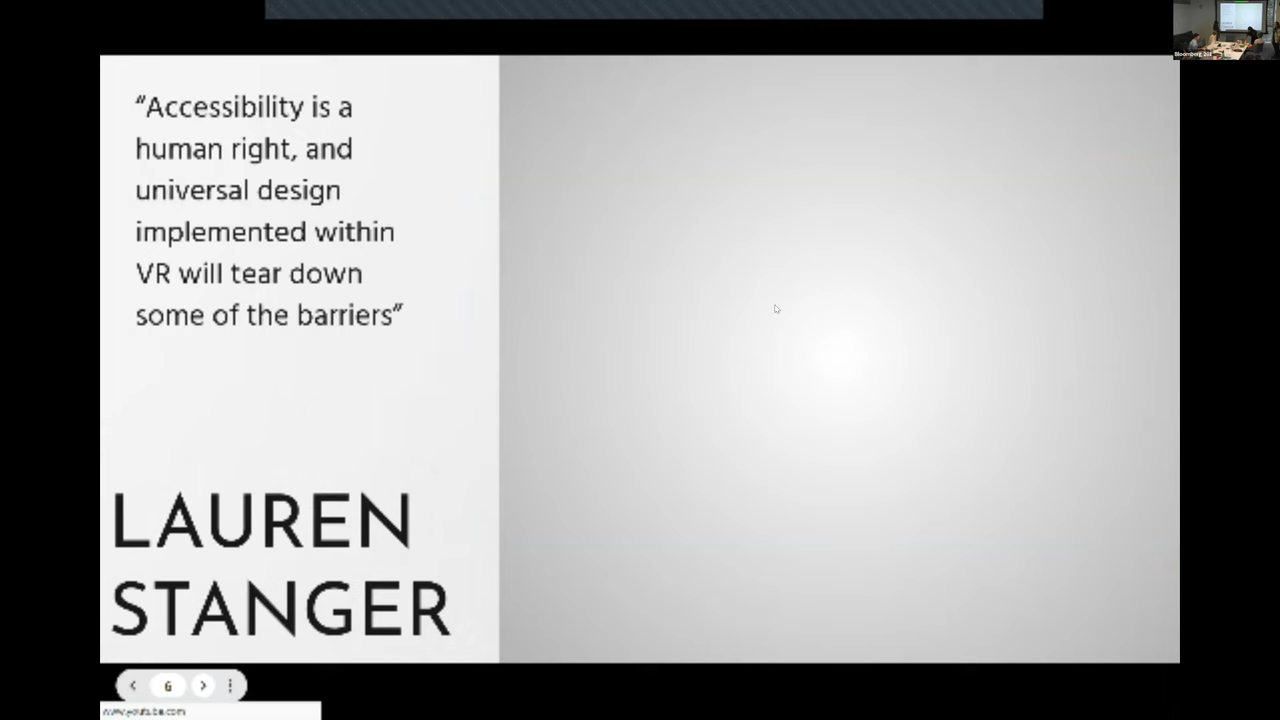 “Accessibility is a
human right, and
universal design
implemented within
VR will tear down
some of the barriers”
LAUREN
STANGER
6
www.youtube.com